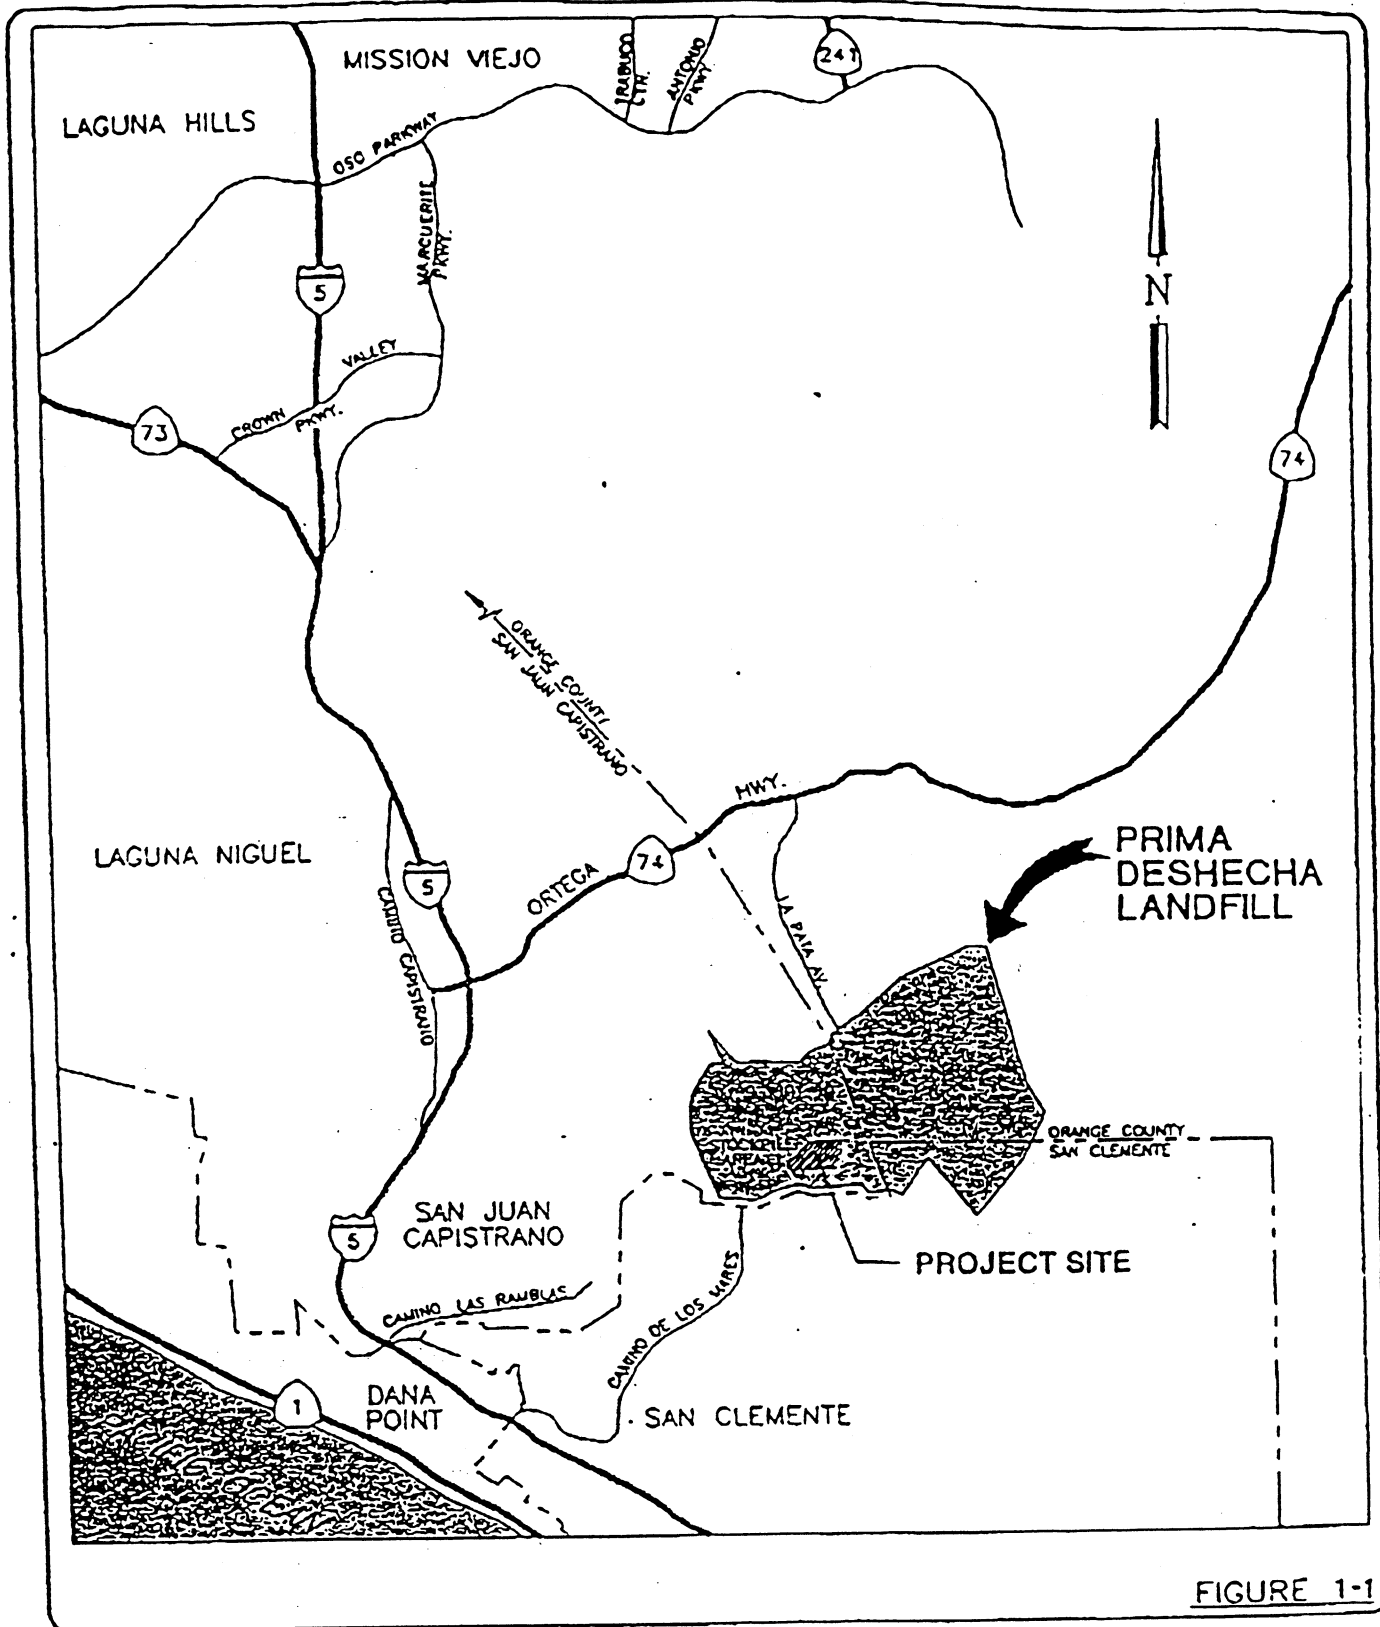 MISSION VIEJO
TRABUCO
CYN.
ANTONIO
PKWY.
241
LAGUNA HILLS
OSO PARKWAY
MARGUERITE
PKWY.
5
N
VALLEY
CROWN
PKWY.
73
74
ORANGE COUNTY
SAN JAUN CAPISTRANO
HWY.
PRIMA
DESHECHA
LANDFILL
LAGUNA NIGUEL
74
5
ORTEGA
CAMINO CAPISTRANO
LA PATA AV.
ORANGE COUNTY
SAN CLEMENTE
SAN JUAN
CAPISTRANO
5
PROJECT SITE
CAMINO LAS RAMBLAS
CAMINO DE LOS MARES
DANA
POINT
1
SAN CLEMENTE
FIGURE 1-1